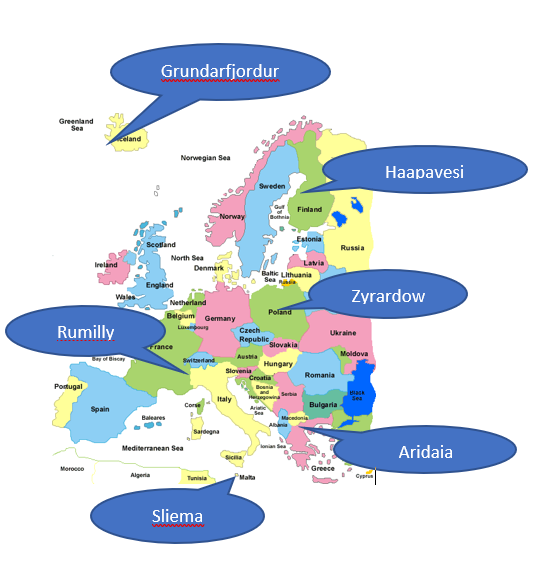 Grundarfjordur
Greenland
Sea
Iceland
Norwegian Sea
Haapavesi
Sweden
Finland
Gulf
of
Bothnia
Norway
Estonia
Russia
Scotland
North Sea
Latvia
Ireland
Denmark
Baltic
Sea
Lithuania
Russia
England
Wales
Netherland
Zyrardow
Poland
Germany
Belgium
Luxembourg
Rumilly
Czech
Republic
Ukraine
Slovakia
France
Bay of Biscay
Switzerland
Austria
Moldova
Hungary
Slovenia
Croatia
Romania
Portugal
Spain
Italy
Bosnia
and
Herzegovina
Serbia
Black
Sea
Corse
Bulgaria
Adriatic
Sea
Baleares
Sardegna
Macedonia
Albania
Mediterranean Sea
Ionian Sea
Aridaia
Sicilia
Greece
Morocco
Algeria
Tunisia
Malta
Cyprus
Sliema